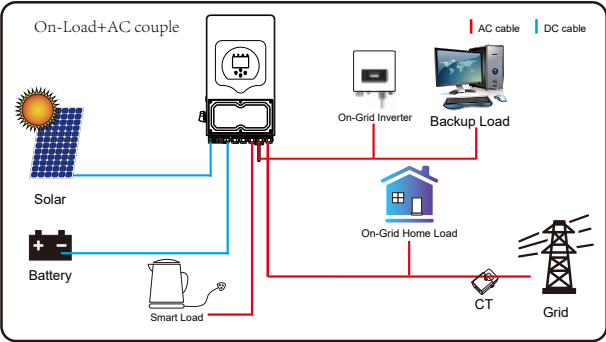 On-Load+AC couple
AC cable
DC cable
On-Grid Inverter
Backup Load
Solar
On-Grid Home Load
Battery
Smart Load
CT
Grid